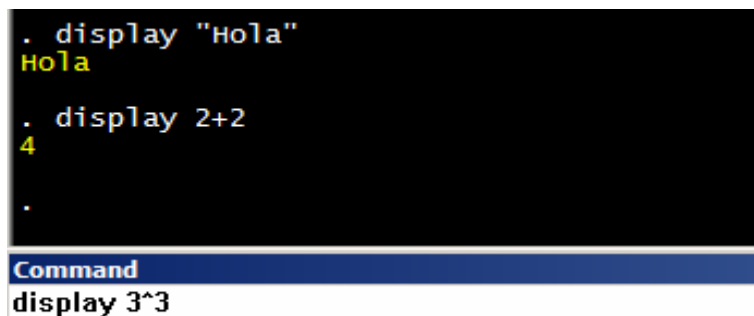 . display "Hola"
Hola
. display 2+2
4
.
Command
display 3^3